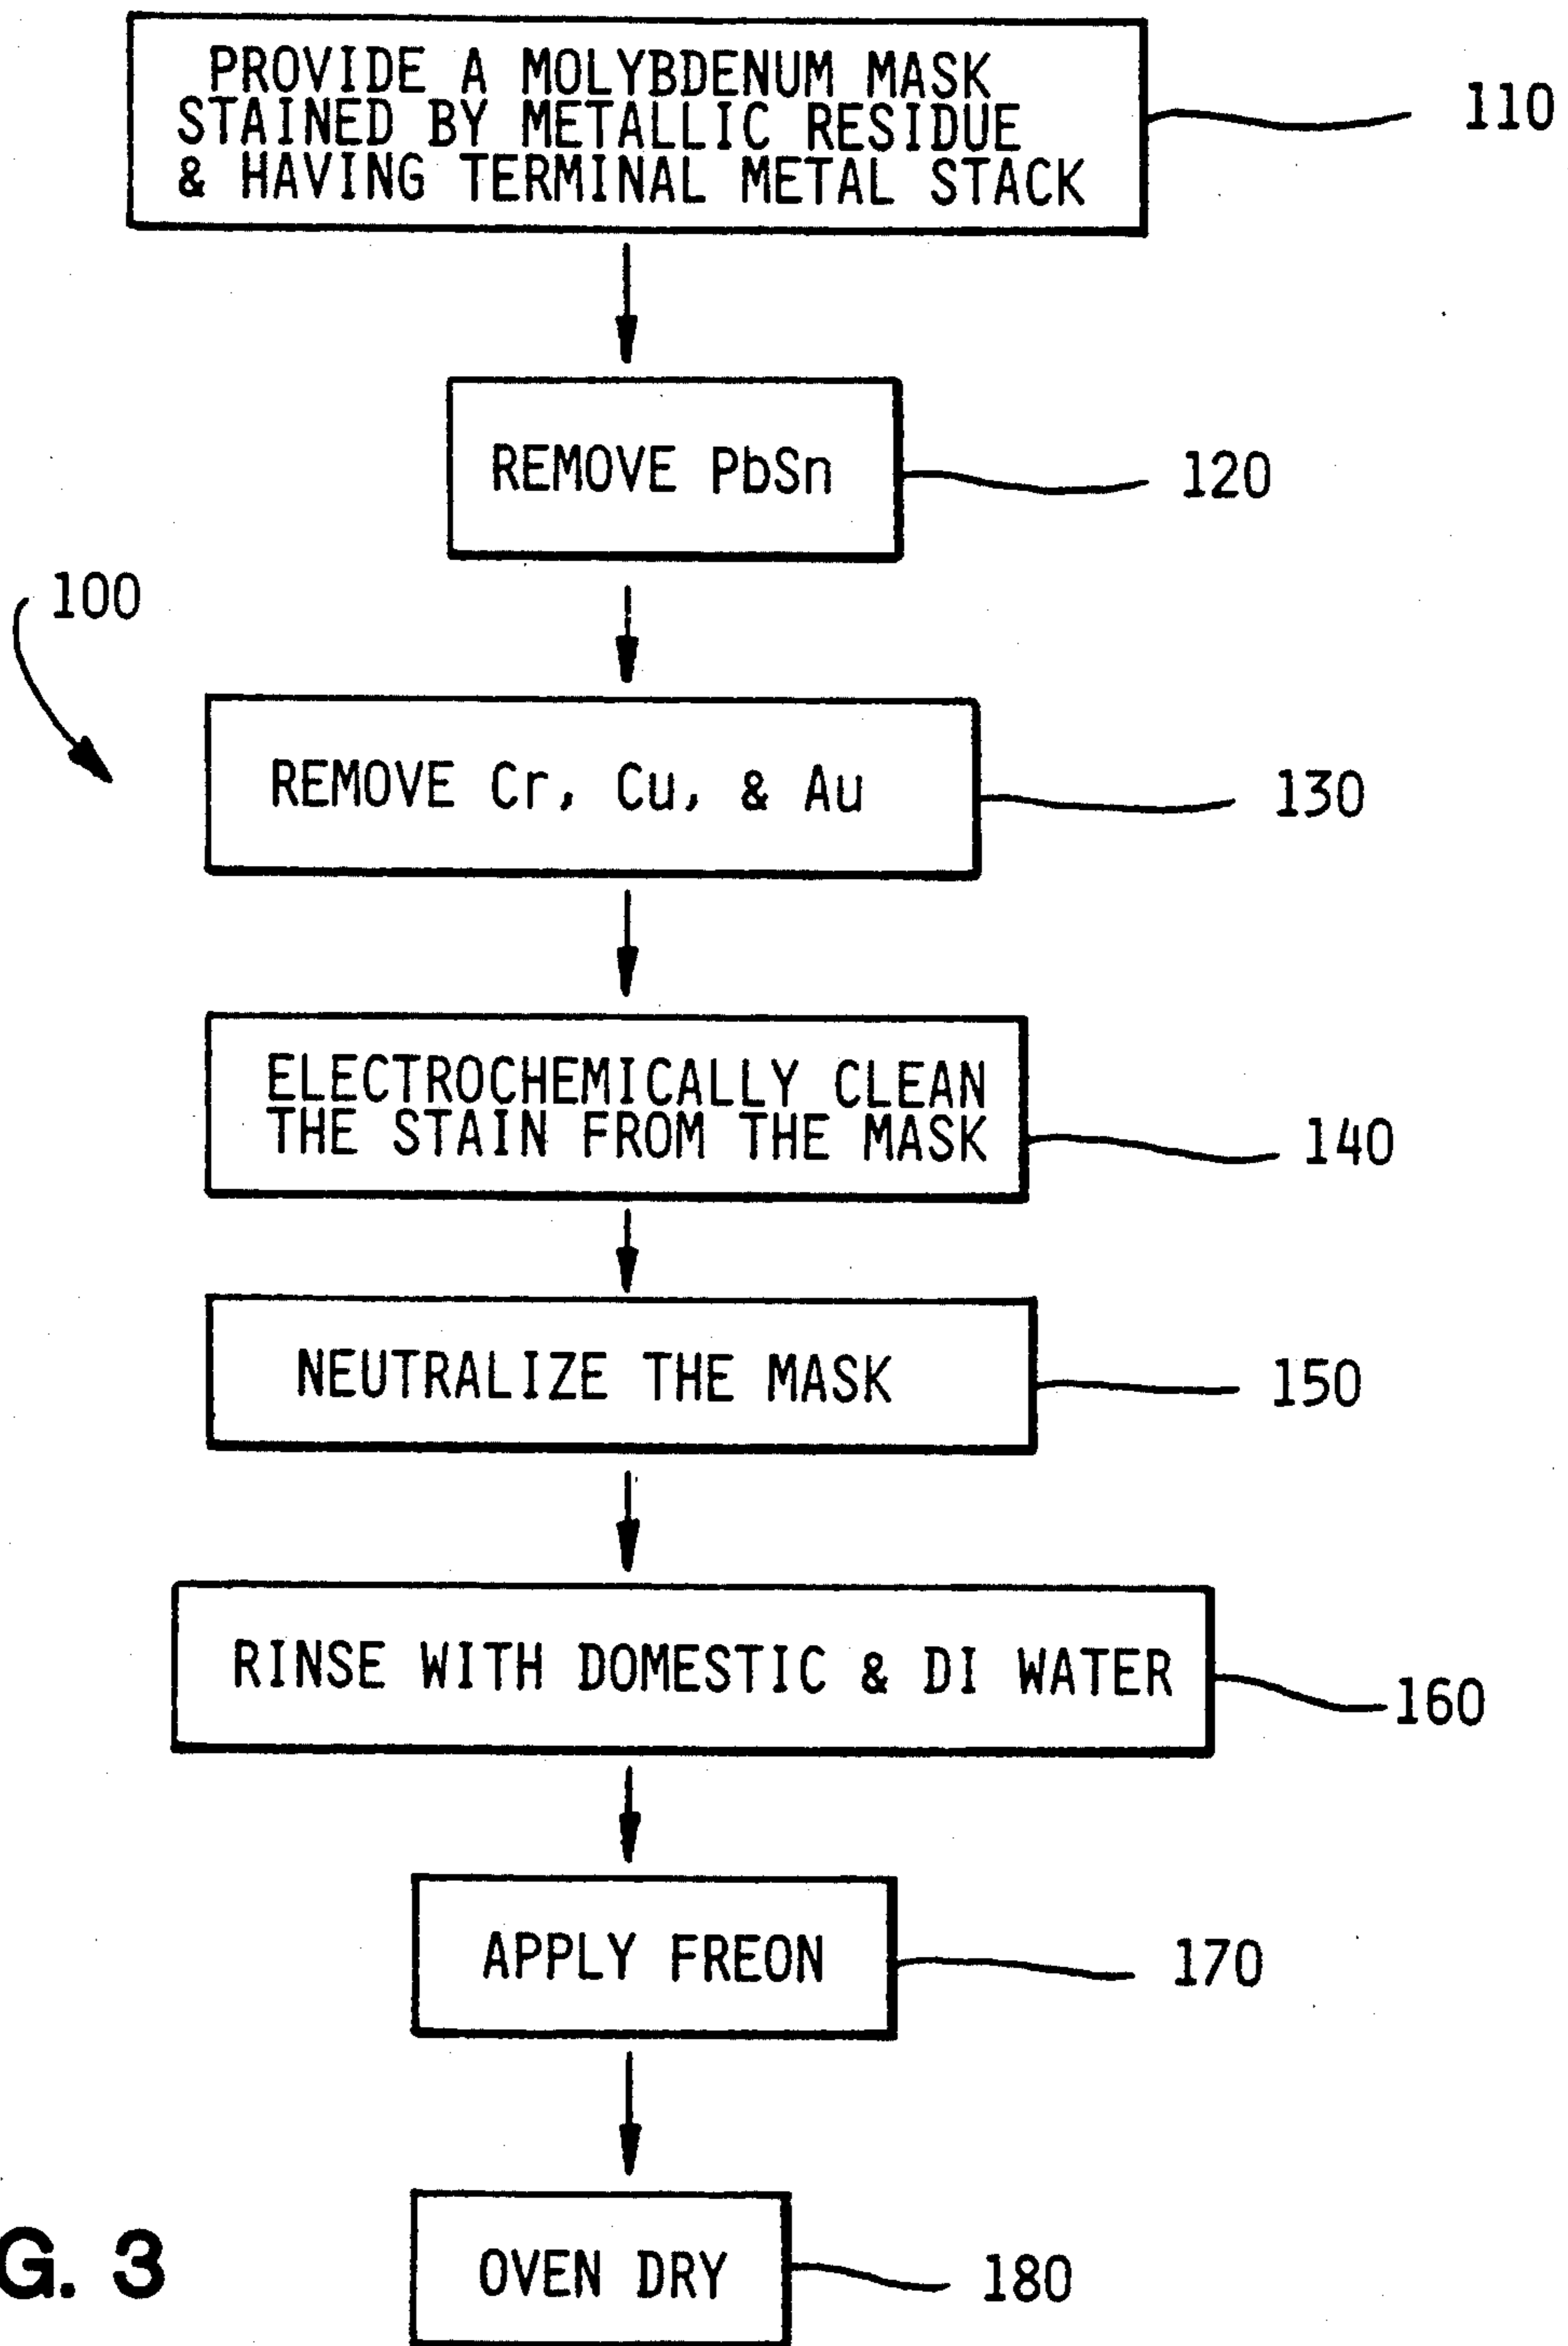 PROVIDE A MOLYBDENUM MASK
STAINED BY METALLIC RESIDUE
& HAVING TERMINAL METAL STACK
110
REMOVE PbSn
120
100
REMOVE Cr, Cu, & Au
130
ELECTROCHEMICALLY CLEAN
THE STAIN FROM THE MASK
140
NEUTRALIZE THE MASK
150
RINSE WITH DOMESTIC & DI WATER
160
APPLY FREON
170
OVEN DRY
180
G. 3